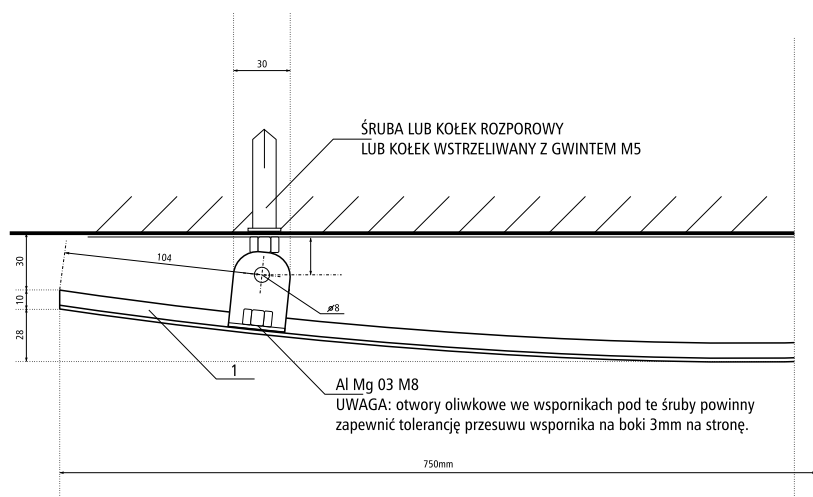 30
ŚRUBA LUB KOŁEK ROZPOROWY
LUB KOŁEK WSTRZELIWANY Z GWINTEM M5
104
30
10
28
⌀8
1
Al Mg 03 M8
UWAGA: otwory oliwkowe we wspornikach pod te śruby powinny
zapewnić tolerancję przesuwu wspornika na boki 3mm na stronę.
750mm